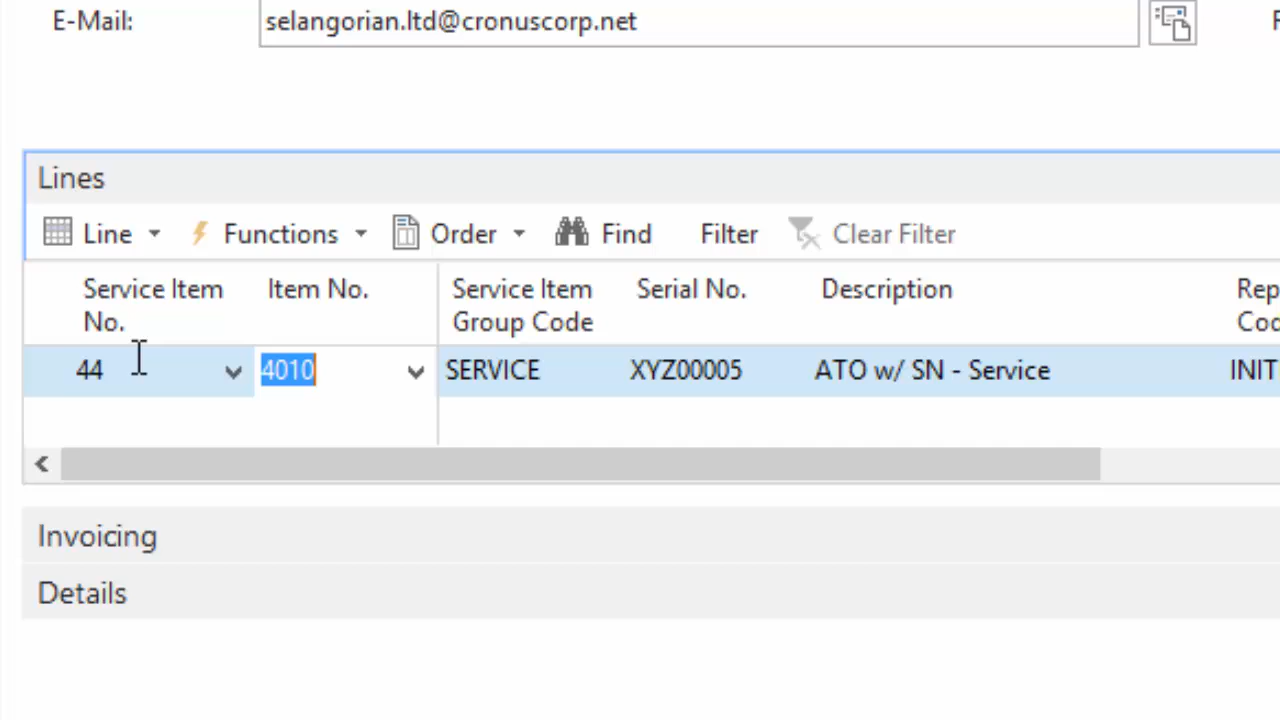 E-Mail: selangorian.ltd@cronuscorp.net
Lines
Line Functions Order Find Filter Clear Filter
Service Item No. Item No. Service Item Group Code Serial No. Description
44 4010 SERVICE XYZ00005 ATO w/ SN - Service INIT
Invoicing
Details